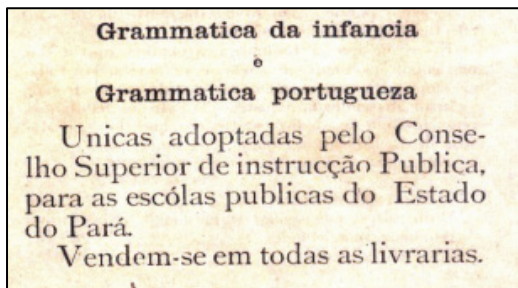 Grammatica da infancia
e
Grammatica portugueza
Unicas adoptadas pelo Conse-
lho Superior de instrucção Publica,
para as escólas publicas do Estado
do Pará.
Vendem-se em todas as livrarias.